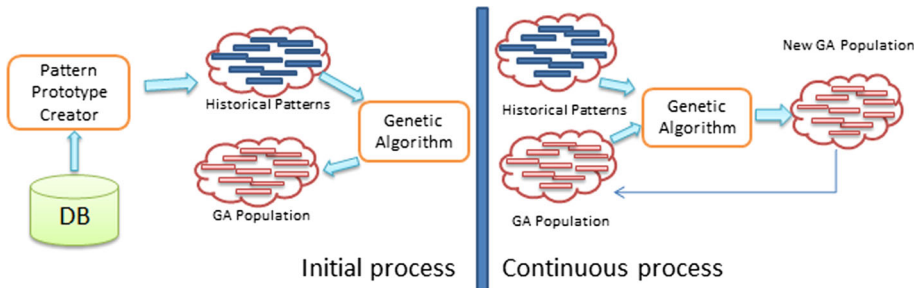 Pattern
Prototype
Creator
DB
Historical Patterns
Genetic
Algorithm
GA Population
Initial process
Historical Patterns
Genetic
Algorithm
GA Population
New GA Population
Continuous process